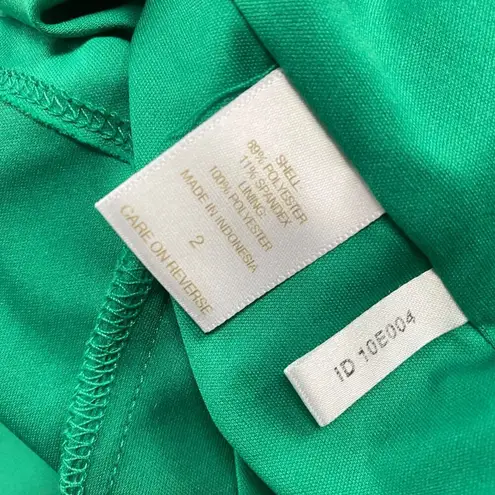 SHELL:
89% POLYESTER
11% SPANDEX
LINING:
100% POLYESTER
MADE IN INDONESIA
2
CARE ON REVERSE
ID 10E004